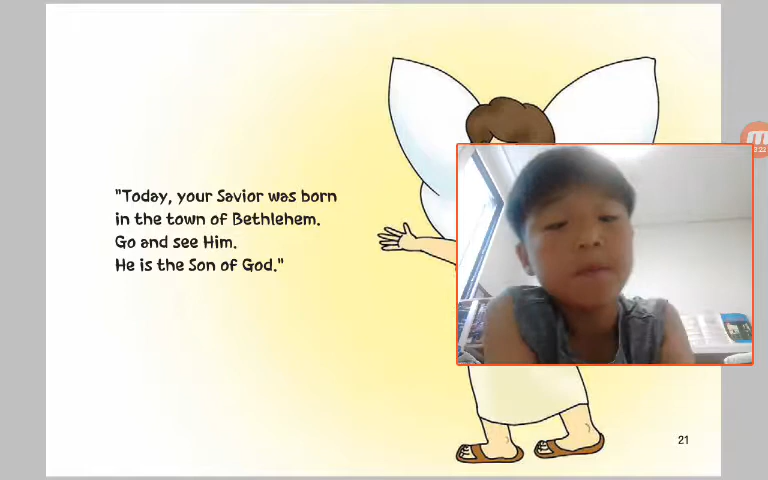 "Today, your Savior was born
in the town of Bethlehem.
Go and see Him.
He is the Son of God."
21